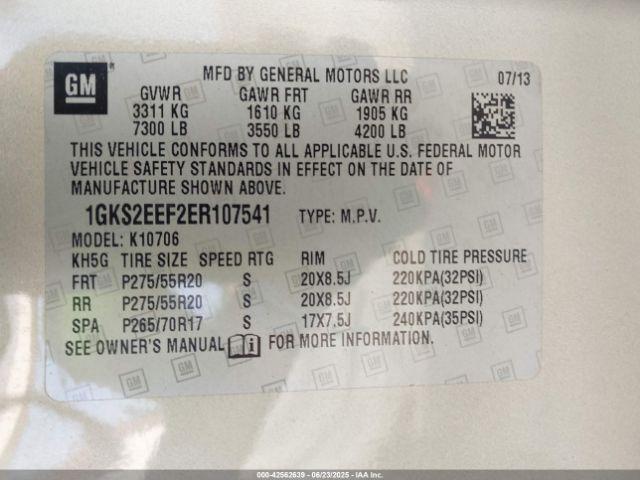 GM
MFD BY GENERAL MOTORS LLC 07/13
GVWR GAWR FRT GAWR RR
3311 KG 1610 KG 1905 KG
7300 LB 3550 LB 4200 LB
THIS VEHICLE CONFORMS TO ALL APPLICABLE U.S. FEDERAL MOTOR
VEHICLE SAFETY STANDARDS IN EFFECT ON THE DATE OF
MANUFACTURE SHOWN ABOVE.
1GKS2EEF2ER107541 TYPE: M.P.V.
MODEL: K10706
KH5G TIRE SIZE SPEED RTG RIM COLD TIRE PRESSURE
FRT P275/55R20 S 20X8.5J 220KPA(32PSI)
RR P275/55R20 S 20X8.5J 220KPA(32PSI)
SPA P265/70R17 S 17X7.5J 240KPA(35PSI)
SEE OWNER'S MANUAL i FOR MORE INFORMATION.
000-42562639 - 06/23/2025 - IAA Inc.